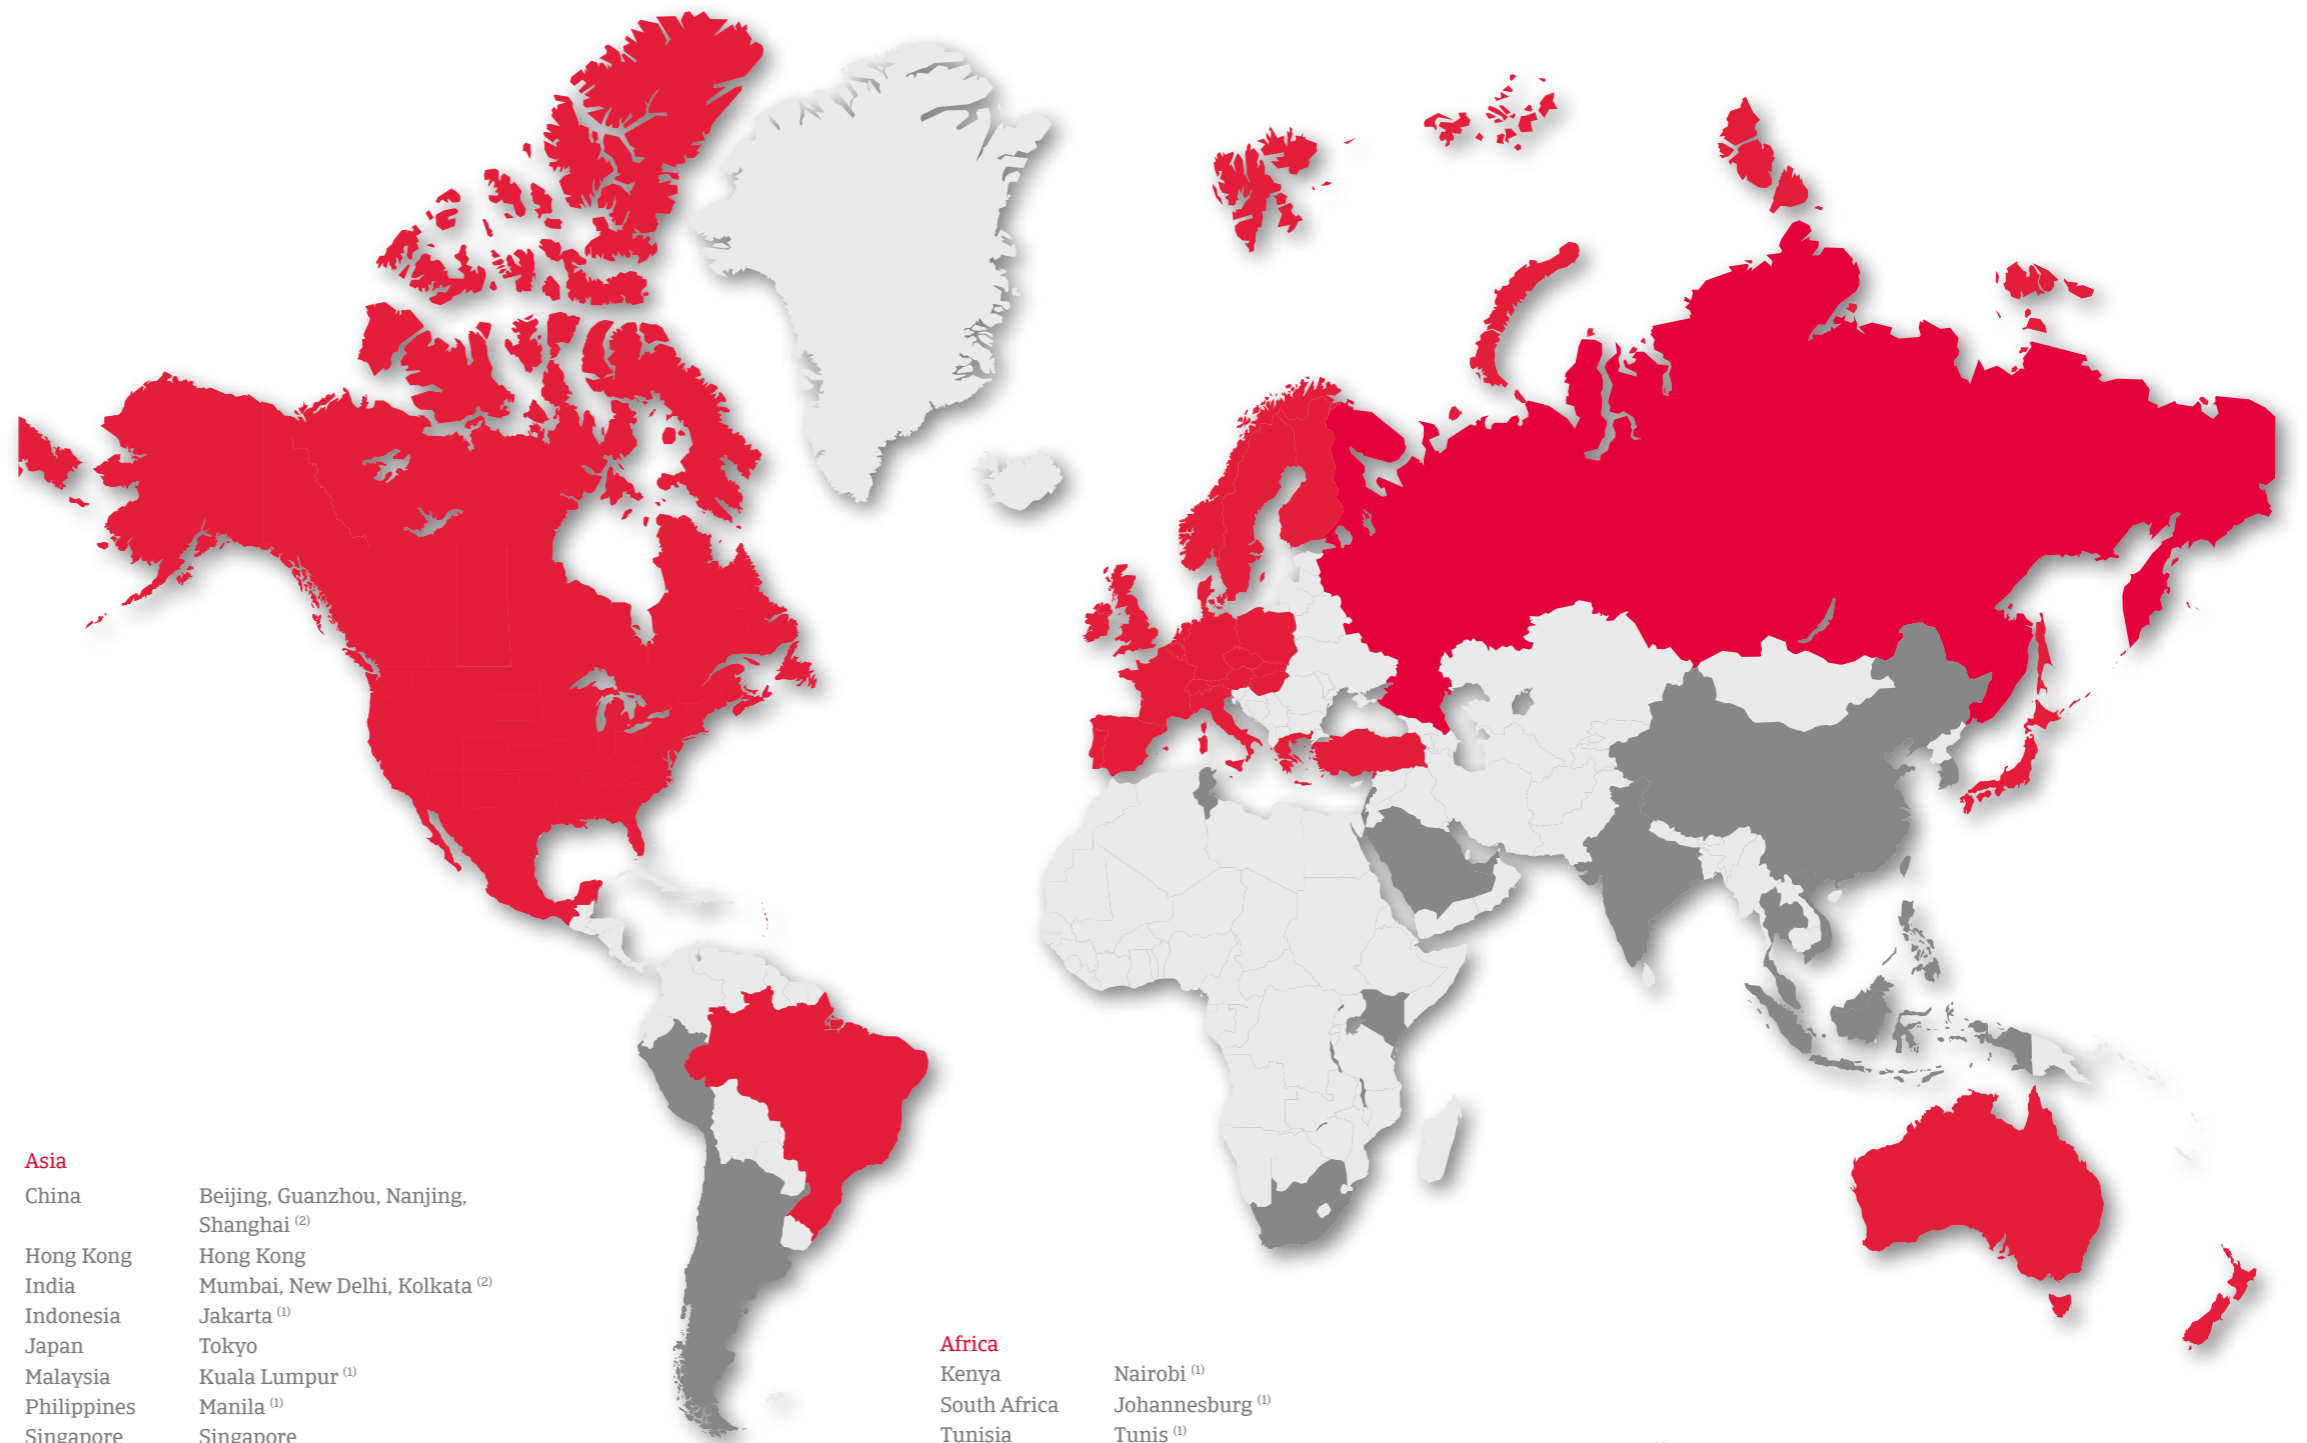 Asia
China Beijing, Guanzhou, Nanjing,
Shanghai (2)
Hong Kong Hong Kong
India Mumbai, New Delhi, Kolkata (2)
Indonesia Jakarta (1)
Japan Tokyo
Malaysia Kuala Lumpur (1)
Philippines Manila (1)
Singapore Singapore
Africa
Kenya Nairobi (1)
South Africa Johannesburg (1)
Tunisia Tunis (1)